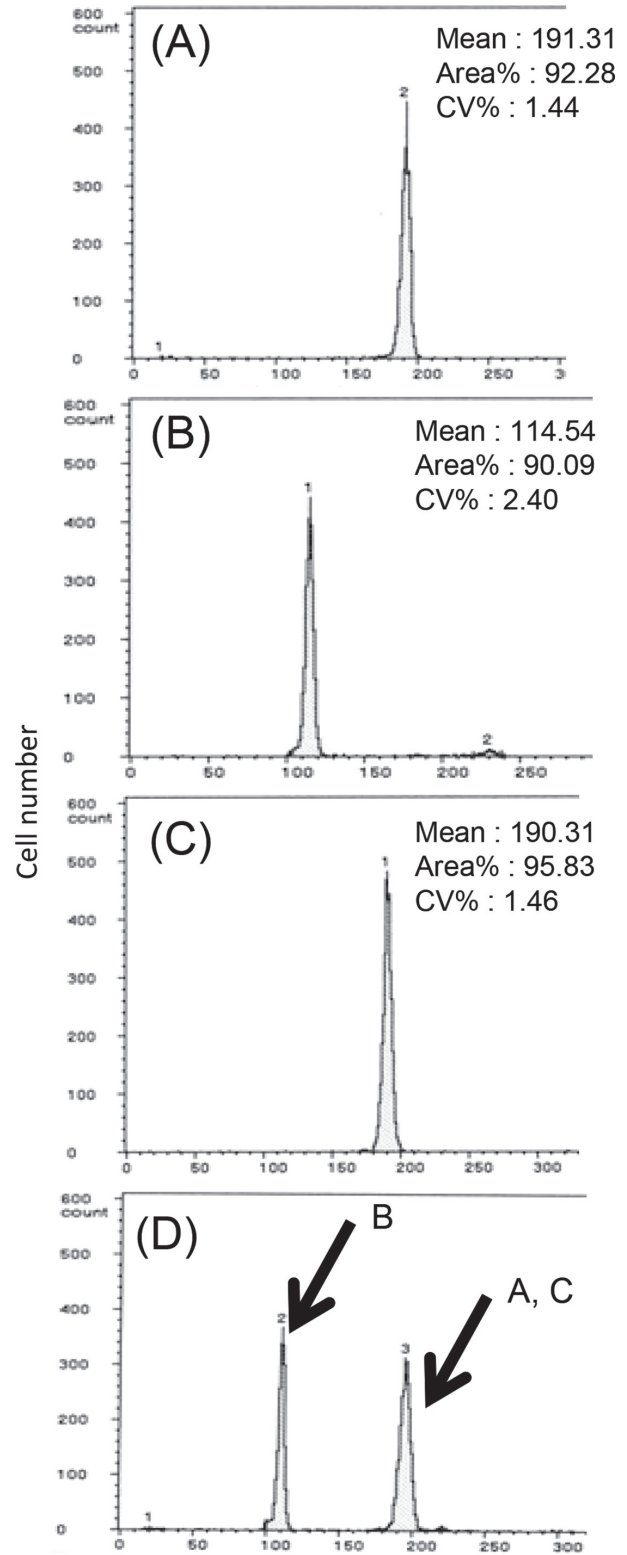 Cell number
600
count
500
400
300
200
100
0
(A)
Mean : 191.31
Area% : 92.28
CV% : 1.44
1
2
0 50 100 150 200 250 3
600
count
500
400
300
200
100
0
(B)
Mean : 114.54
Area% : 90.09
CV% : 2.40
1
2
0 50 100 150 200 250
600
count
500
400
300
200
100
0
(C)
Mean : 190.31
Area% : 95.83
CV% : 1.46
1
0 50 100 150 200 250 300
600
count
500
400
300
200
100
0
(D)
B
A, C
1
2
3
0 50 100 150 200 250 300